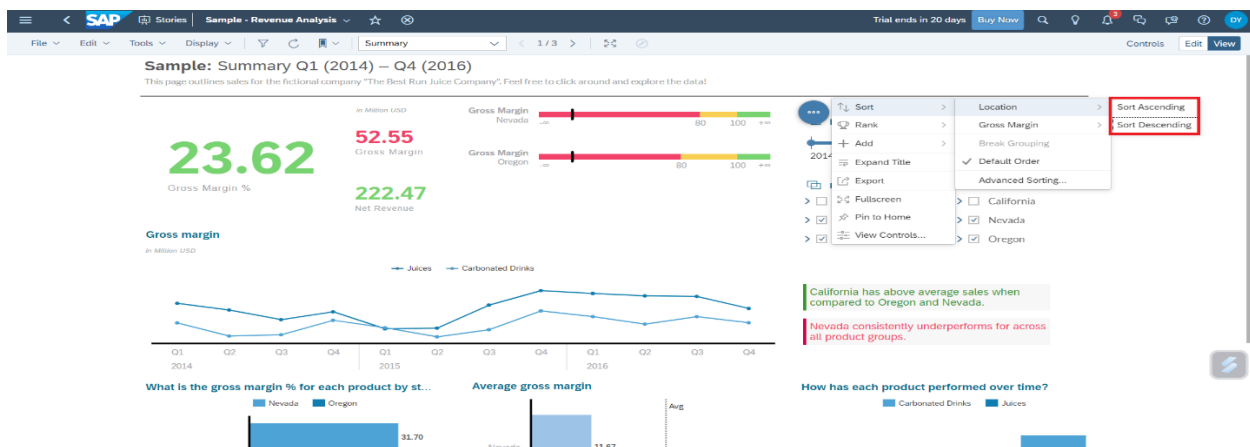 SAP Stories Sample - Revenue Analysis Trial ends in 20 days Buy Now 3 DY
File Edit Tools Display Summary 1 / 3 Controls Edit View
Sample: Summary Q1 (2014) – Q4 (2016)
This page outlines sales for the fictional company "The Best Run Juice Company". Feel free to click around and explore the data!
23.62
Gross Margin %
in Million USD
52.55
Gross Margin
222.47
Net Revenue
Gross Margin
Nevada
80 100
Gross Margin
Oregon
80 100
Sort
Rank
Add
Expand Title
Export
Fullscreen
Pin to Home
View Controls...
Location
Gross Margin
Break Grouping
Default Order
Advanced Sorting...
Sort Ascending
Sort Descending
2014
California
Nevada
Oregon
Gross margin
in Million USD
Juices Carbonated Drinks
Q1 Q2 Q3 Q4 Q1 Q2 Q3 Q4 Q1 Q2 Q3 Q4
2014 2015 2016
California has above average sales when
compared to Oregon and Nevada.
Nevada consistently underperforms for across
all product groups.
What is the gross margin % for each product by st...
Nevada Oregon
31.70
Average gross margin
Avg
Nevada
11.67
How has each product performed over time?
Carbonated Drinks Juices